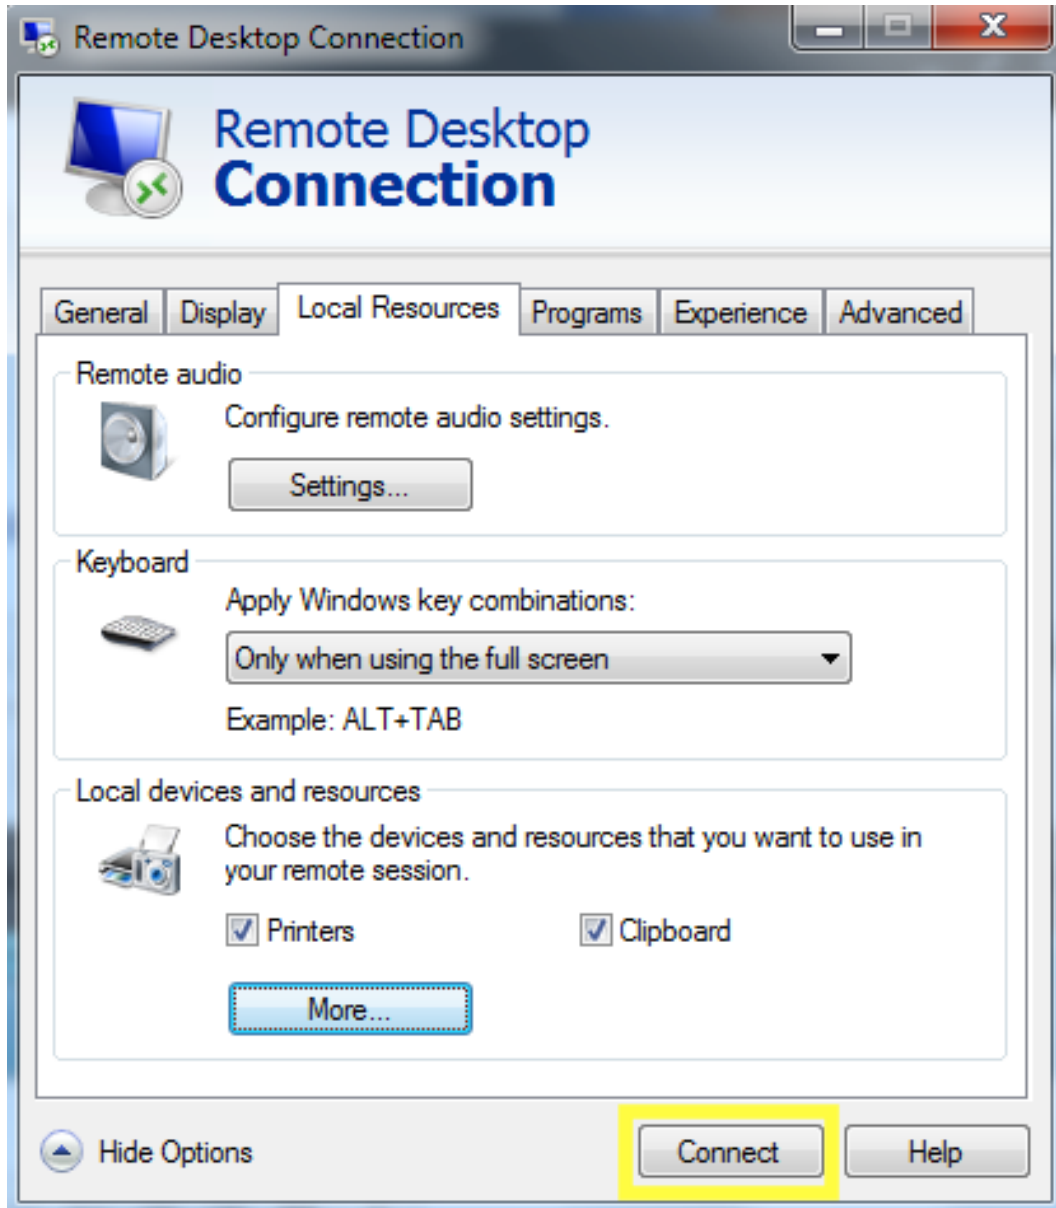 Remote Desktop Connection
Remote Desktop
Connection
General Display Local Resources Programs Experience Advanced
Remote audio
Configure remote audio settings.
Settings...
Keyboard
Apply Windows key combinations:
Only when using the full screen
Example: ALT+TAB
Local devices and resources
Choose the devices and resources that you want to use in
your remote session.
Printers Clipboard
More...
Hide Options Connect Help